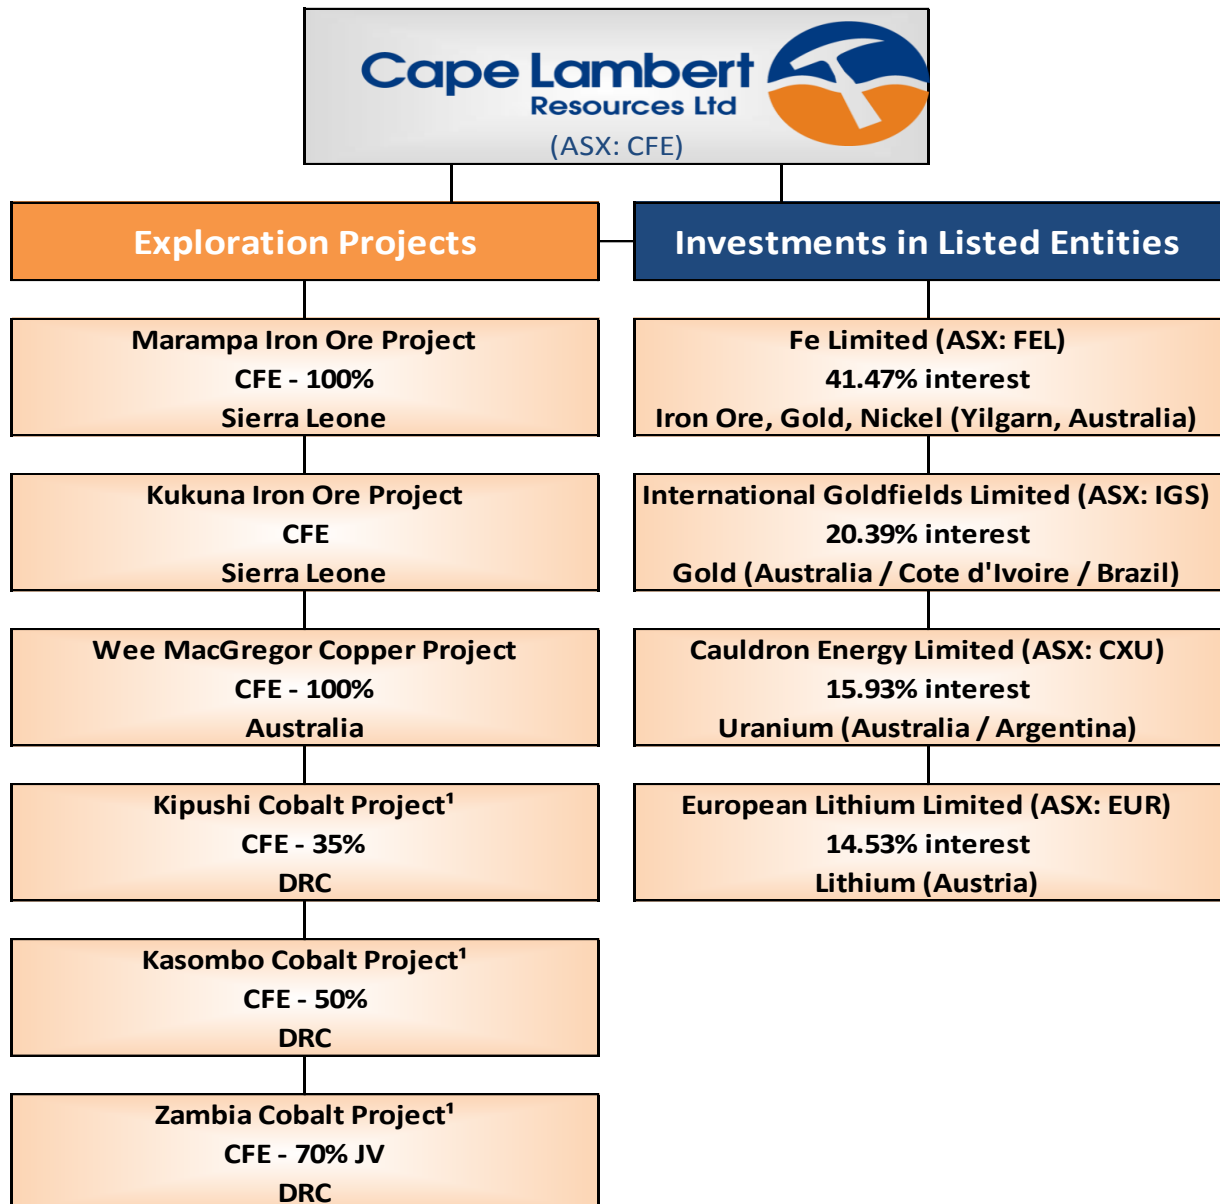 Cape Lambert
Resources Ltd
(ASX: CFE)
Exploration Projects
Marampa Iron Ore Project
CFE - 100%
Sierra Leone
Kukuna Iron Ore Project
CFE
Sierra Leone
Wee MacGregor Copper Project
CFE - 100%
Australia
Kipushi Cobalt Project¹
CFE - 35%
DRC
Kasombo Cobalt Project¹
CFE - 50%
DRC
Zambia Cobalt Project¹
CFE - 70% JV
DRC
Investments in Listed Entities
Fe Limited (ASX: FEL)
41.47% interest
Iron Ore, Gold, Nickel (Yilgarn, Australia)
International Goldfields Limited (ASX: IGS)
20.39% interest
Gold (Australia / Cote d'Ivoire / Brazil)
Cauldron Energy Limited (ASX: CXU)
15.93% interest
Uranium (Australia / Argentina)
European Lithium Limited (ASX: EUR)
14.53% interest
Lithium (Austria)